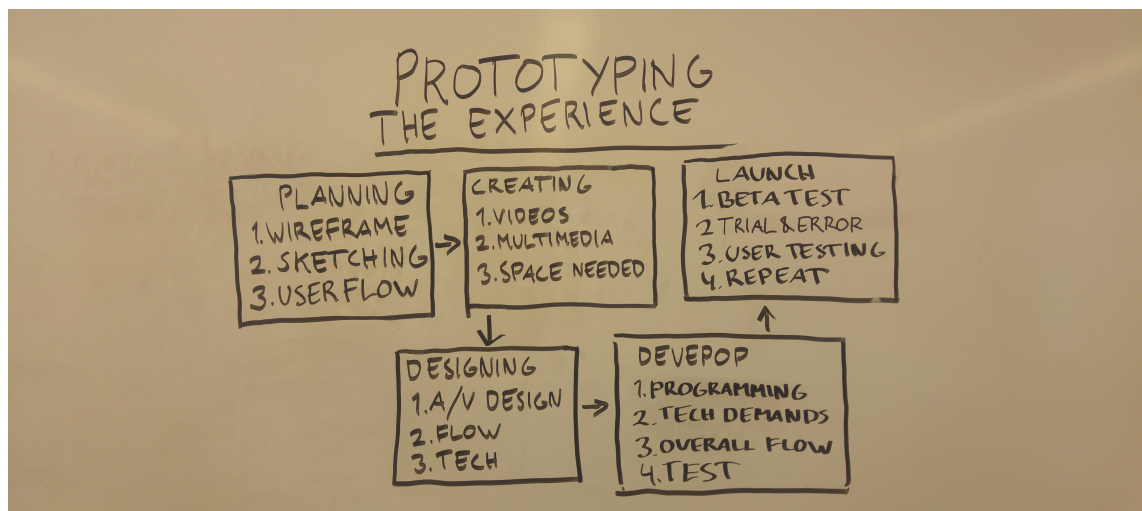 PROTOTYPING
THE EXPERIENCE
PLANNING
1. WIREFRAME
2. SKETCHING
3. USER FLOW
CREATING
1. VIDEOS
2. MULTIMEDIA
3. SPACE NEEDED
DESIGNING
1. A/V DESIGN
2. FLOW
3. TECH
DEVEPOP
1. PROGRAMMING
2. TECH DEMANDS
3. OVERALL FLOW
4. TEST
LAUNCH
1. BETA TEST
2 TRIAL & ERROR
3. USER TESTING
4. REPEAT